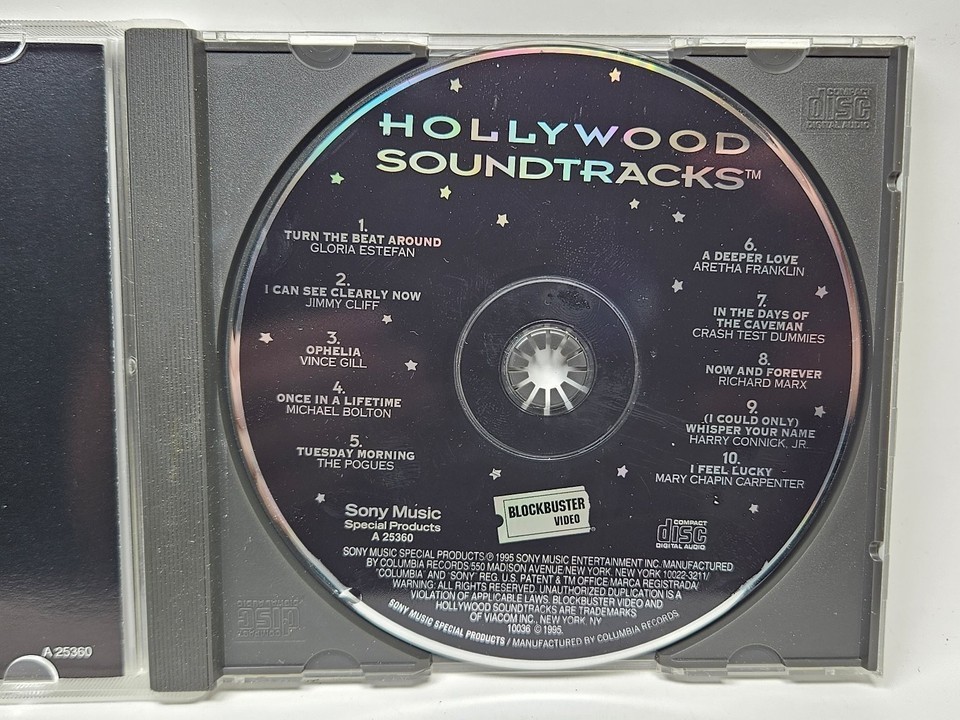 HOLLYWOOD
SOUNDTRACKS™
1.
TURN THE BEAT AROUND
GLORIA ESTEFAN
2.
I CAN SEE CLEARLY NOW
JIMMY CLIFF
3.
OPHELIA
VINCE GILL
4.
ONCE IN A LIFETIME
MICHAEL BOLTON
5.
TUESDAY MORNING
THE POGUES
6.
A DEEPER LOVE
ARETHA FRANKLIN
7.
IN THE DAYS OF
THE CAVEMAN
CRASH TEST DUMMIES
8.
NOW AND FOREVER
RICHARD MARX
9.
(I COULD ONLY)
WHISPER YOUR NAME
HARRY CONNICK, JR.
10.
I FEEL LUCKY
MARY CHAPIN CARPENTER
Sony Music
Special Products
A 25360
BLOCKBUSTER
VIDEO
COMPACT
disc
DIGITAL AUDIO
SONY MUSIC SPECIAL PRODUCTS ℗ 1995 SONY MUSIC ENTERTAINMENT INC. MANUFACTURED
BY COLUMBIA RECORDS/550 MADISON AVENUE NEW YORK, NEW YORK 10022-3211/
"COLUMBIA" AND "SONY" REG. U.S. PATENT & TM OFFICE/MARCA REGISTRADA/
WARNING: ALL RIGHTS RESERVED. UNAUTHORIZED DUPLICATION IS A
VIOLATION OF APPLICABLE LAWS. BLOCKBUSTER VIDEO AND
HOLLYWOOD SOUNDTRACKS ARE TRADEMARKS
OF VIACOM INC., NEW YORK, NY
10036 © 1995.
SONY MUSIC SPECIAL PRODUCTS / MANUFACTURED BY COLUMBIA RECORDS
COMPACT
disc
DIGITAL AUDIO
A 25360